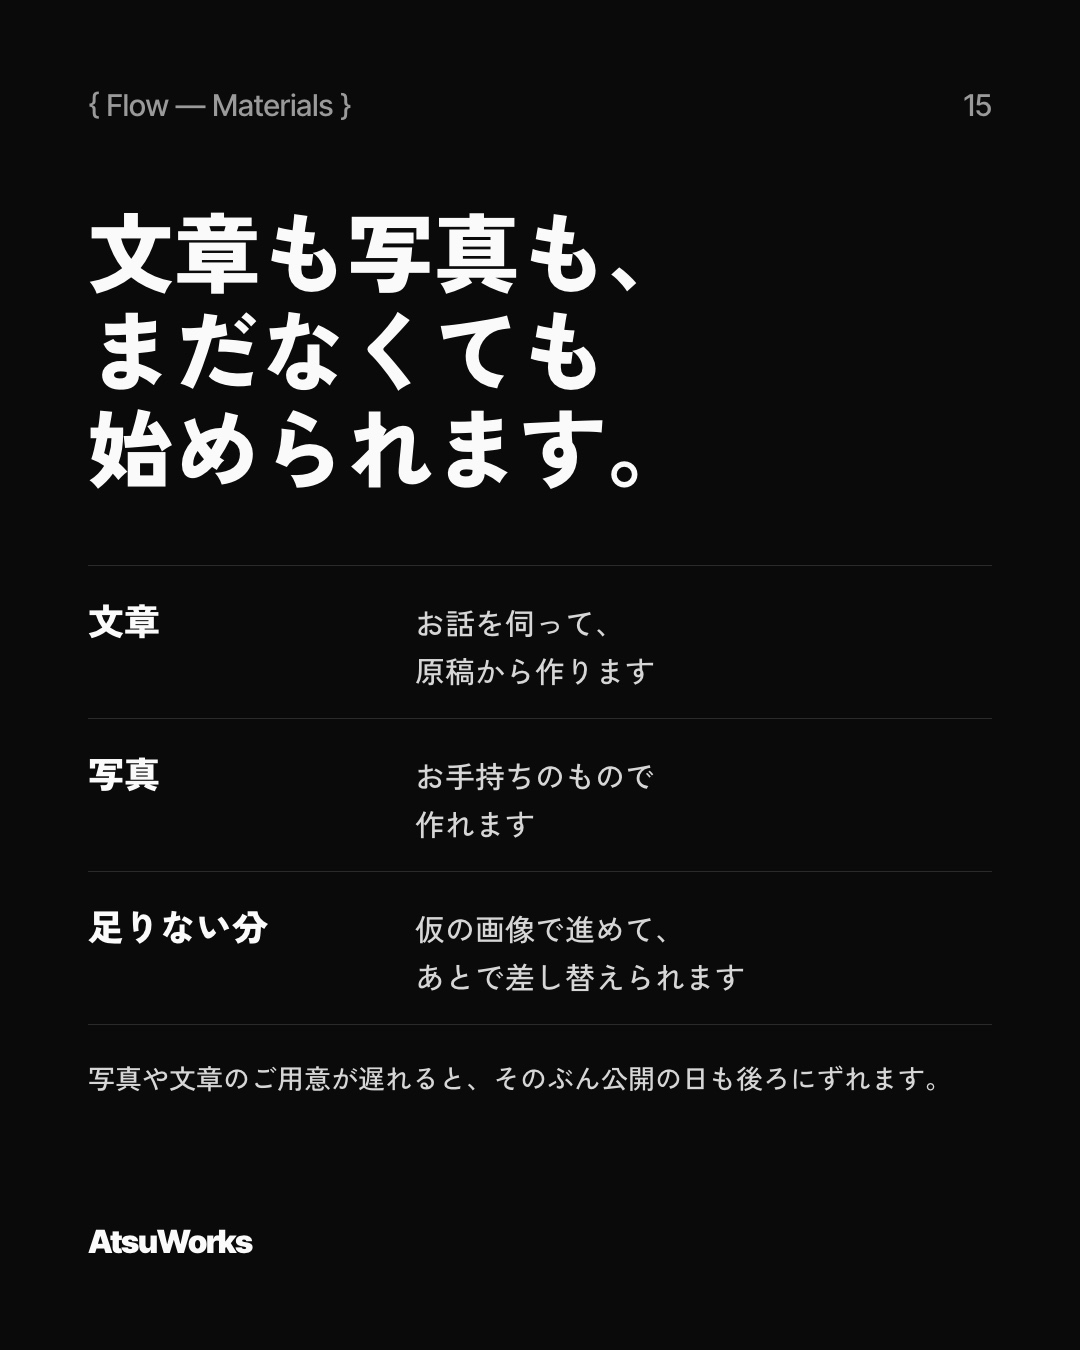 { Flow — Materials }
15
文章も写真も、
まだなくても
始められます。
文章
お話を伺って、
原稿から作ります
写真
お手持ちのもので
作れます
足りない分
仮の画像で進めて、
あとで差し替えられます
写真や文章のご用意が遅れると、そのぶん公開の日も後ろにずれます。
AtsuWorks